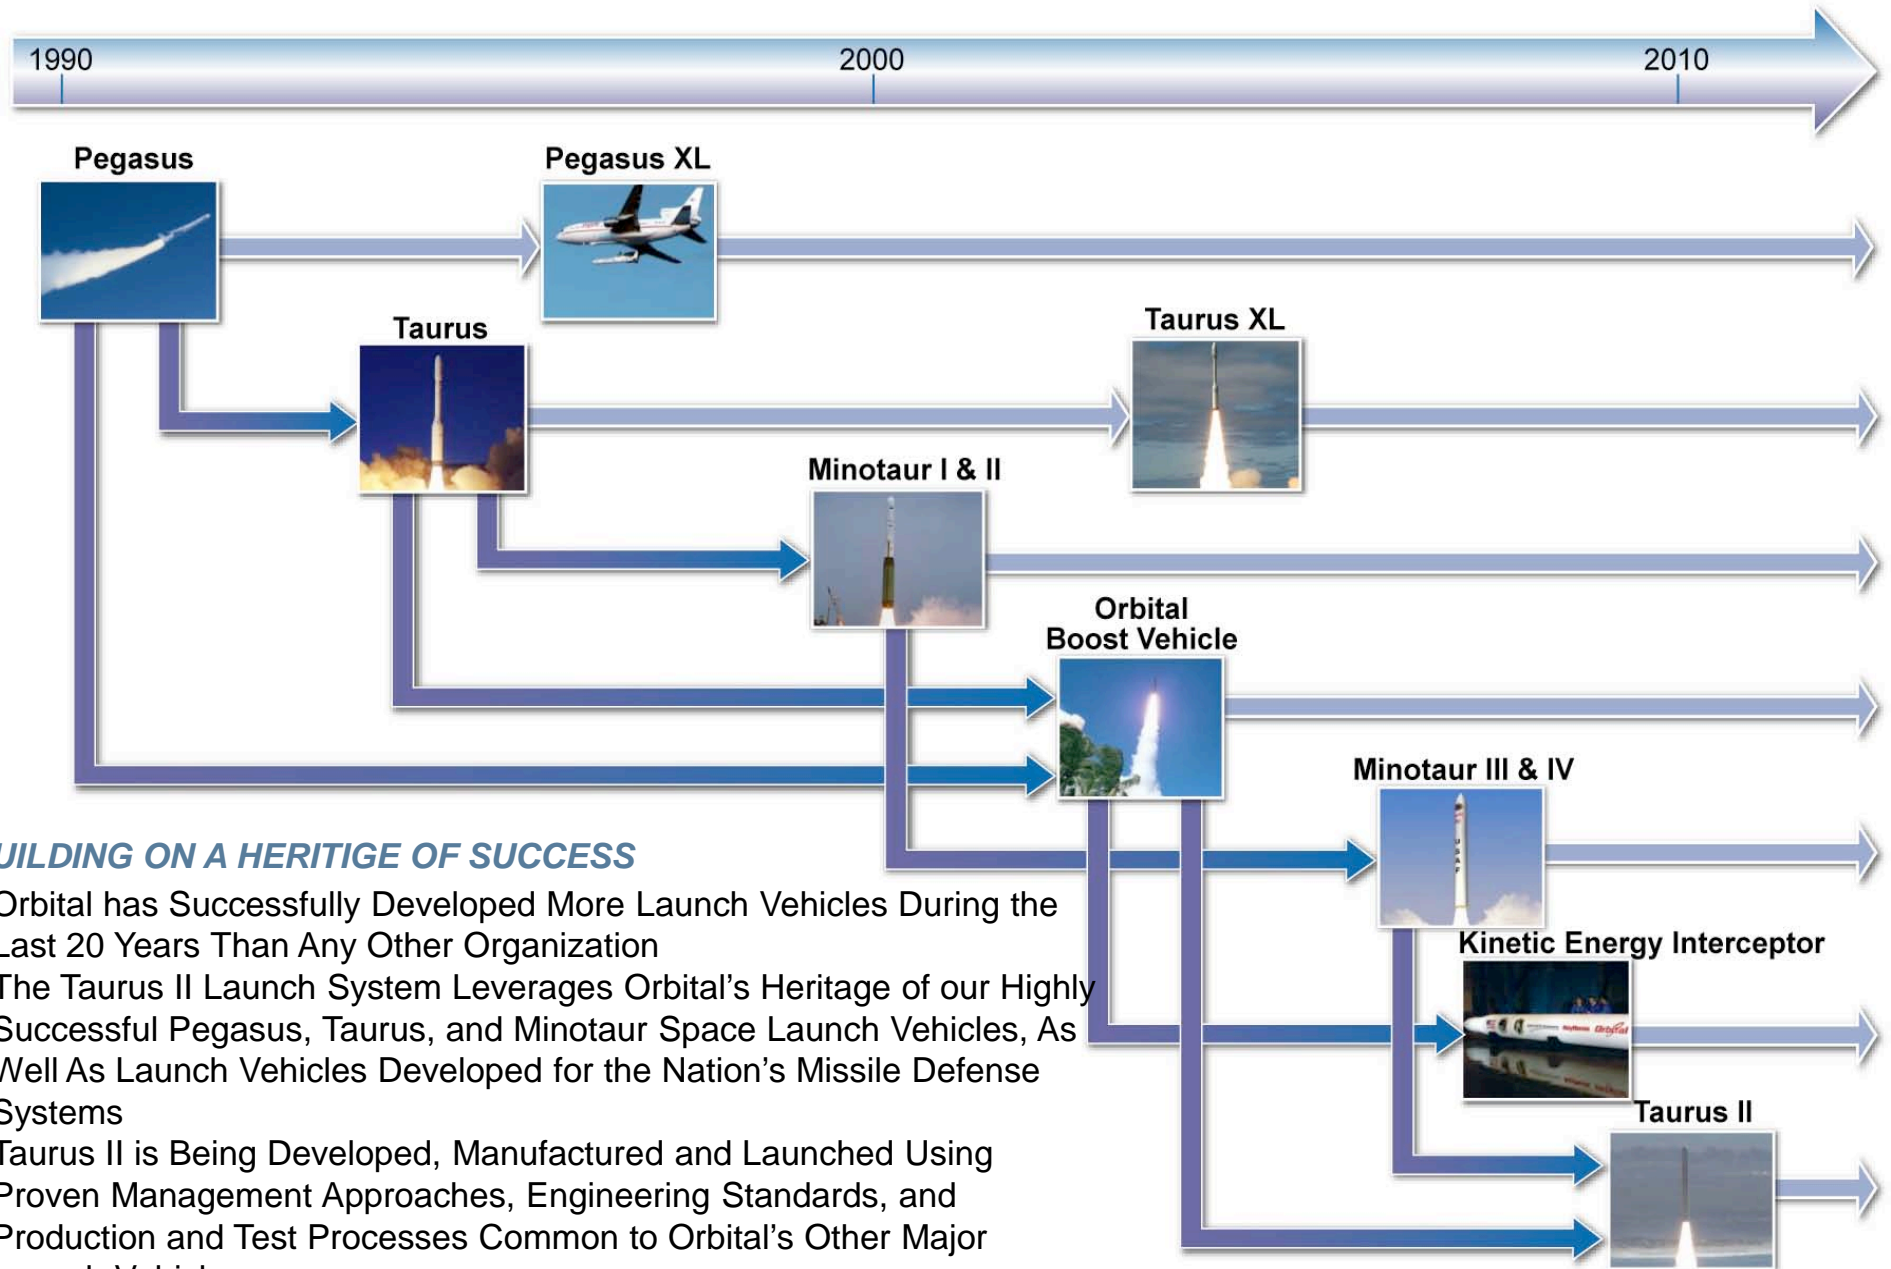 1990 2000 2010
Pegasus
Pegasus XL
Taurus
Taurus XL
Minotaur I & II
Orbital
Boost Vehicle
Minotaur III & IV
UILDING ON A HERITIGE OF SUCCESS
Orbital has Successfully Developed More Launch Vehicles During the
Last 20 Years Than Any Other Organization
Kinetic Energy Interceptor
The Taurus II Launch System Leverages Orbital’s Heritage of our Highly
Successful Pegasus, Taurus, and Minotaur Space Launch Vehicles, As
Well As Launch Vehicles Developed for the Nation’s Missile Defense
Systems
Taurus II
Taurus II is Being Developed, Manufactured and Launched Using
Proven Management Approaches, Engineering Standards, and
Production and Test Processes Common to Orbital’s Other Major
USAF
Orbital